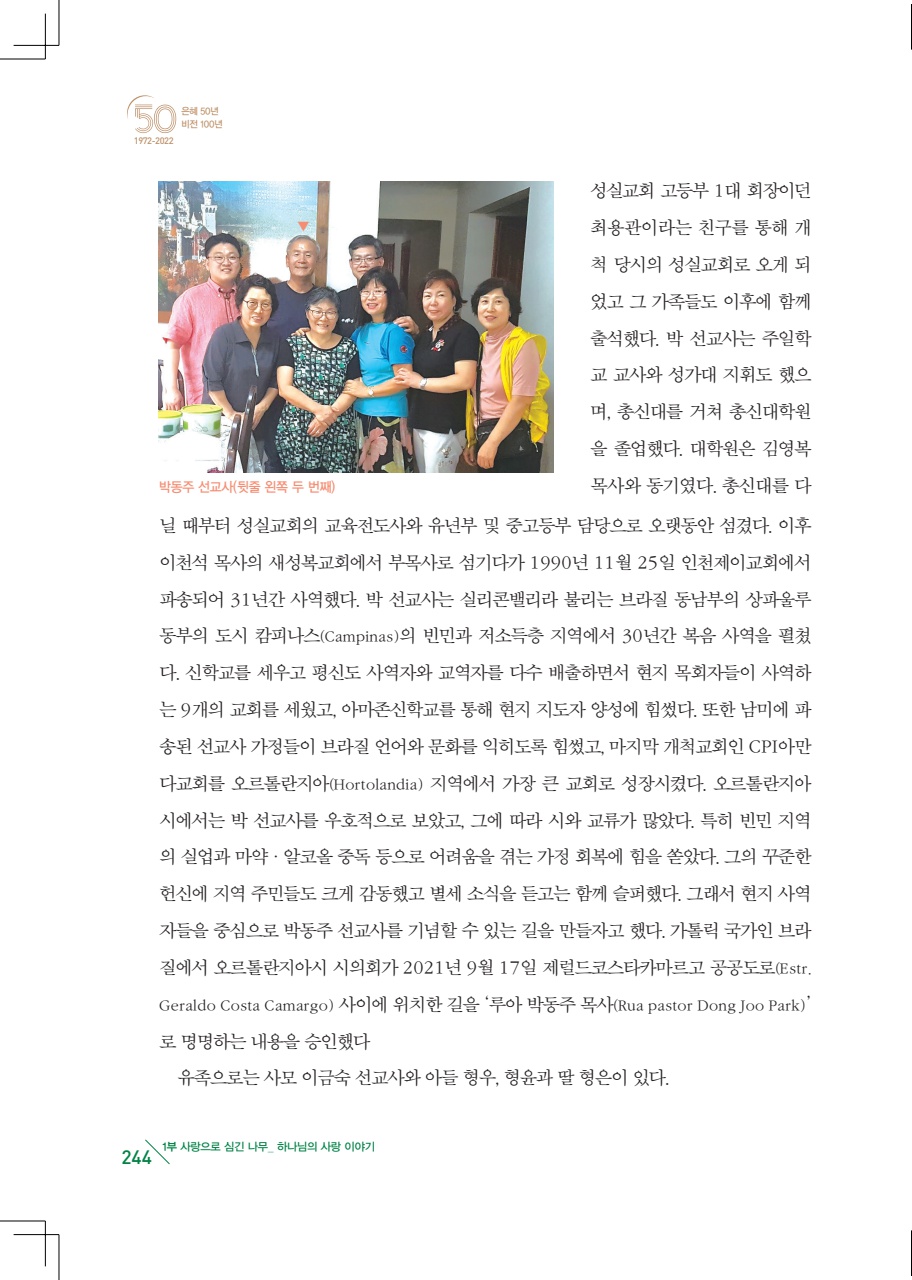 50
은혜 50년
비전 100년
1972-2022
박동주 선교사(뒷줄 왼쪽 두 번째)
성실교회 고등부 1대 회장이던
최용관이라는 친구를 통해 개
척 당시의 성실교회로 오게 되
었고 그 가족들도 이후에 함께
출석했다. 박 선교사는 주일학
교 교사와 성가대 지휘도 했으
며, 총신대를 거쳐 총신대학원
을 졸업했다. 대학원은 김영복
목사와 동기였다. 총신대를 다
닐 때부터 성실교회의 교육전도사와 유년부 및 중고등부 담당으로 오랫동안 섬겼다. 이후
이천석 목사의 새성복교회에서 부목사로 섬기다가 1990년 11월 25일 인천제이교회에서
파송되어 31년간 사역했다. 박 선교사는 실리콘밸리라 불리는 브라질 동남부의 상파울루
동부의 도시 캄피나스(Campinas)의 빈민과 저소득층 지역에서 30년간 복음 사역을 펼쳤
다. 신학교를 세우고 평신도 사역자와 교역자를 다수 배출하면서 현지 목회자들이 사역하
는 9개의 교회를 세웠고, 아마존신학교를 통해 현지 지도자 양성에 힘썼다. 또한 남미에 파
송된 선교사 가정들이 브라질 언어와 문화를 익히도록 힘썼고, 마지막 개척교회인 CPI아만
다교회를 오르톨란지아(Hortolandia) 지역에서 가장 큰 교회로 성장시켰다. 오르톨란지아
시에서는 박 선교사를 우호적으로 보았고, 그에 따라 시와 교류가 많았다. 특히 빈민 지역
의 실업과 마약·알코올 중독 등으로 어려움을 겪는 가정 회복에 힘을 쏟았다. 그의 꾸준한
헌신에 지역 주민들도 크게 감동했고 별세 소식을 듣고는 함께 슬퍼했다. 그래서 현지 사역
자들을 중심으로 박동주 선교사를 기념할 수 있는 길을 만들자고 했다. 가톨릭 국가인 브라
질에서 오르톨란지아시 시의회가 2021년 9월 17일 제럴드코스타카마르고 공공도로(Estr.
Geraldo Costa Camargo) 사이에 위치한 길을 ‘루아 박동주 목사(Rua pastor Dong Joo Park)’
로 명명하는 내용을 승인했다
유족으로는 사모 이금숙 선교사와 아들 형우, 형윤과 딸 형은이 있다.
244
1부 사랑으로 심긴 나무_ 하나님의 사랑 이야기